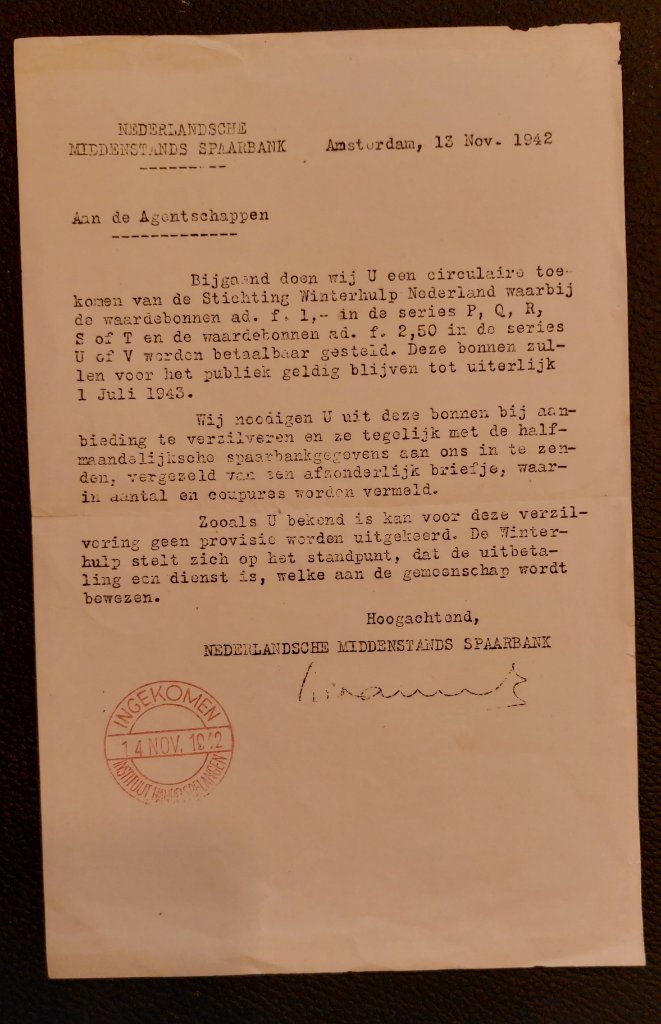 NEDERLANDSCHE
MIDDENSTANDS SPAARBANK
Amsterdam, 13 Nov. 1942
Aan de Agentschappen
Bijgaand doen wij U een circulaire toe-
komen van de Stichting Winterhulp Nederland waarbij
de waardebonnen ad. f. 1,- in de series P, Q, R,
S of T en de waardebonnen ad. f. 2,50 in de series
U of V worden betaalbaar gesteld. Deze bonnen zul-
len voor het publiek geldig blijven tot uiterlijk
1 Juli 1943.
Wij noodigen U uit deze bonnen bij aan-
bieding te verzilveren en ze tegelijk met de half-
maandelijksche spaarbankgegevens aan ons in te zen-
den, vergezeld van een afzonderlijk briefje, waar-
in aantal en coupures worden vermeld.
Zooals U bekend is kan voor deze verzil-
vering geen provisie worden uitgekeerd. De Winter-
hulp stelt zich op het standpunt, dat de uitbeta-
ling een dienst is, welke aan de gemeenschap wordt
bewezen.
Hoogachtend,
NEDERLANDSCHE MIDDENSTANDS SPAARBANK
INGEKOMEN
14 NOV. 1942
INSTITUUT HANDELSBELANGEN